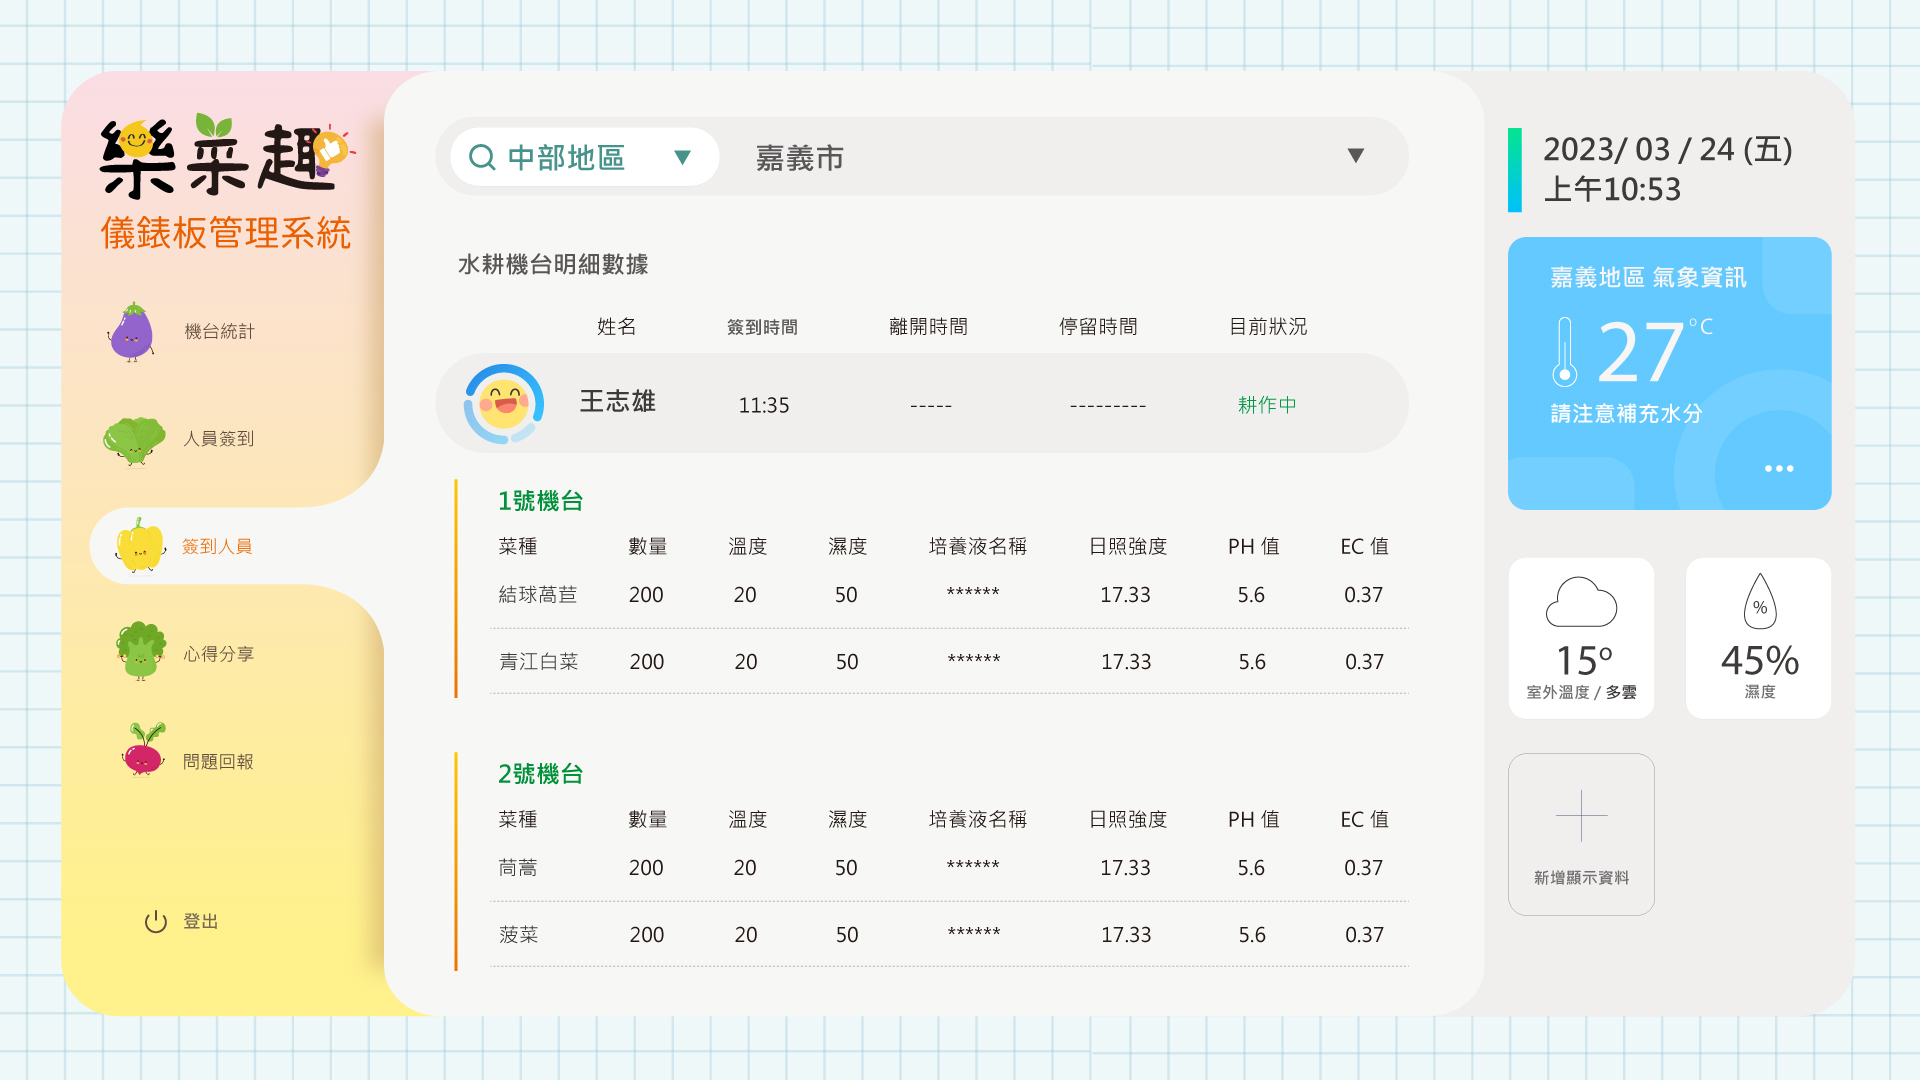 樂菜趣
儀錶板管理系統
機台統計
人員簽到
簽到人員
心得分享
問題回報
登出
中部地區 ▼ 嘉義市 ▼
水耕機台明細數據
姓名 簽到時間 離開時間 停留時間 目前狀況
王志雄 11:35 ----- --------- 耕作中
1號機台
菜種 數量 溫度 濕度 培養液名稱 日照強度 PH 值 EC 值
結球萵苣 200 20 50 ****** 17.33 5.6 0.37
青江白菜 200 20 50 ****** 17.33 5.6 0.37
2號機台
菜種 數量 溫度 濕度 培養液名稱 日照強度 PH 值 EC 值
茼蒿 200 20 50 ****** 17.33 5.6 0.37
菠菜 200 20 50 ****** 17.33 5.6 0.37
2023/ 03 / 24 (五)
上午10:53
嘉義地區 氣象資訊
27°C
請注意補充水分
15°
室外溫度 / 多雲
%
45%
濕度
新增顯示資料